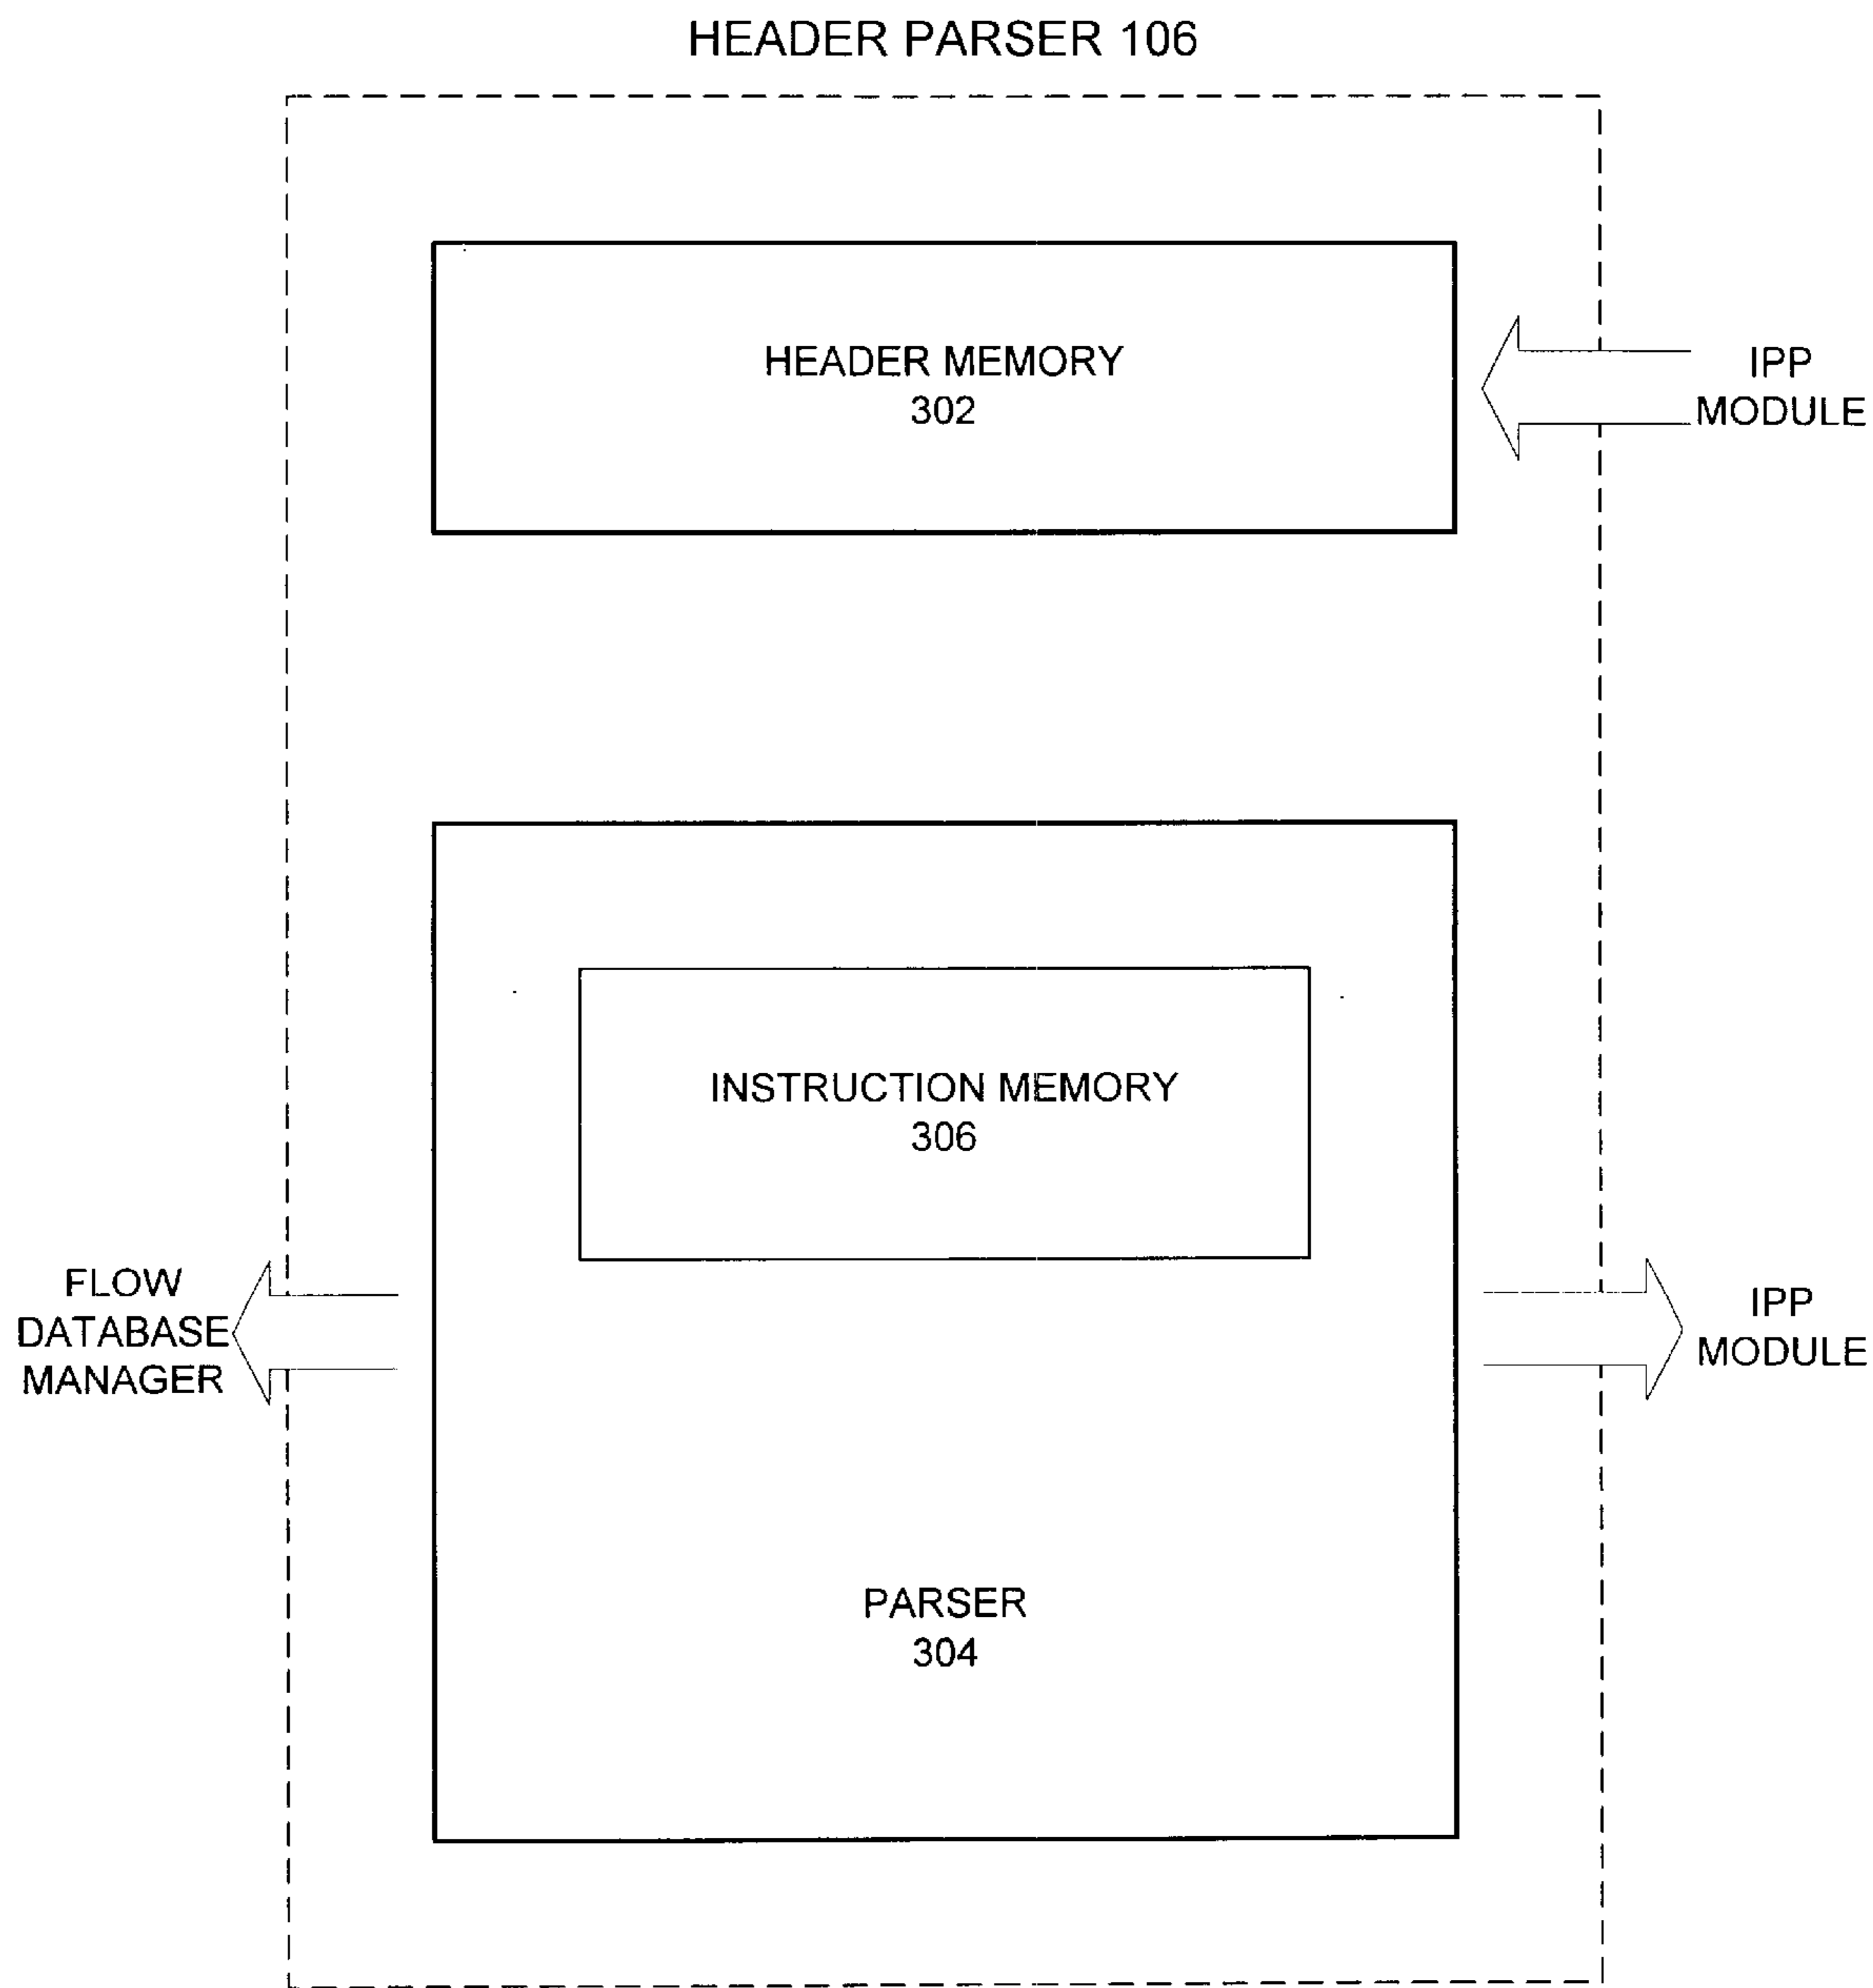 HEADER PARSER 106
HEADER MEMORY
302
IPP
MODULE
INSTRUCTION MEMORY
306
FLOW
DATABASE
MANAGER
IPP
MODULE
PARSER
304